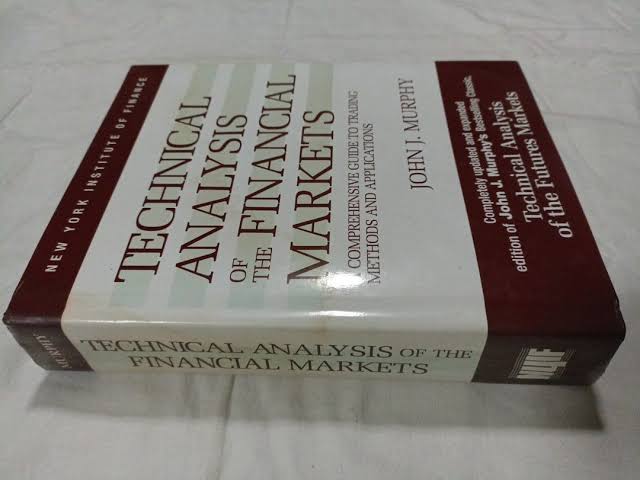 NEW YORK INSTITUTE OF FINANCE
TECHNICAL
ANALYSIS
OF
THE FINANCIAL
MARKETS
COMPREHENSIVE GUIDE TO TRADING
METHODS AND APPLICATIONS
JOHN J. MURPHY
Completely updated and expanded
edition of John J. Murphy's Bestselling Classic,
Technical Analysis
of the Futures Markets
MURPHY
TECHNICAL ANALYSIS OF THE
FINANCIAL MARKETS
NYIF